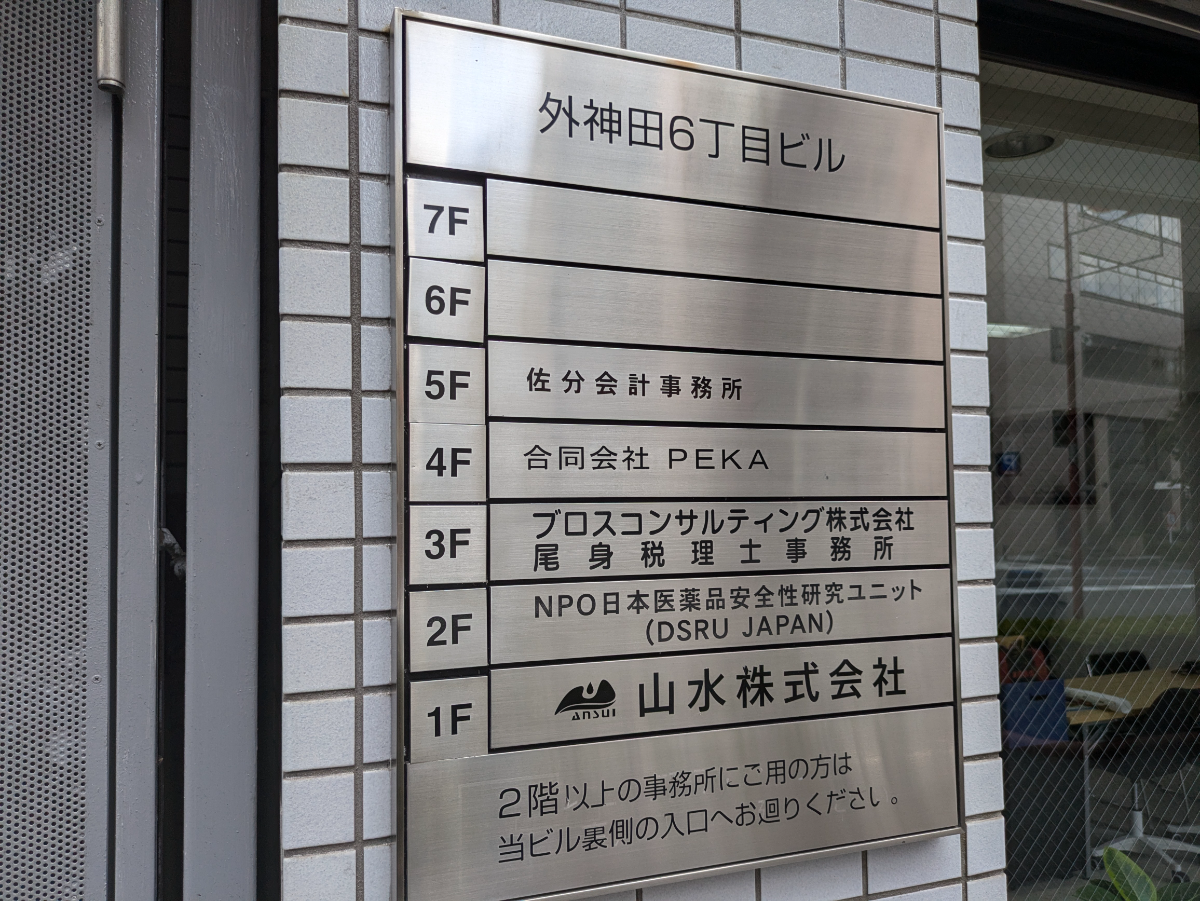 外神田6丁目ビル
7F
6F
5F 佐分会計事務所
4F 合同会社 PEKA
3F ブロスコンサルティング株式会社
尾身税理士事務所
2F NPO日本医薬品安全性研究ユニット
(DSRU JAPAN)
1F SANSUI 山水株式会社
2階以上の事務所にご用の方は
当ビル裏側の入口へお廻りください。